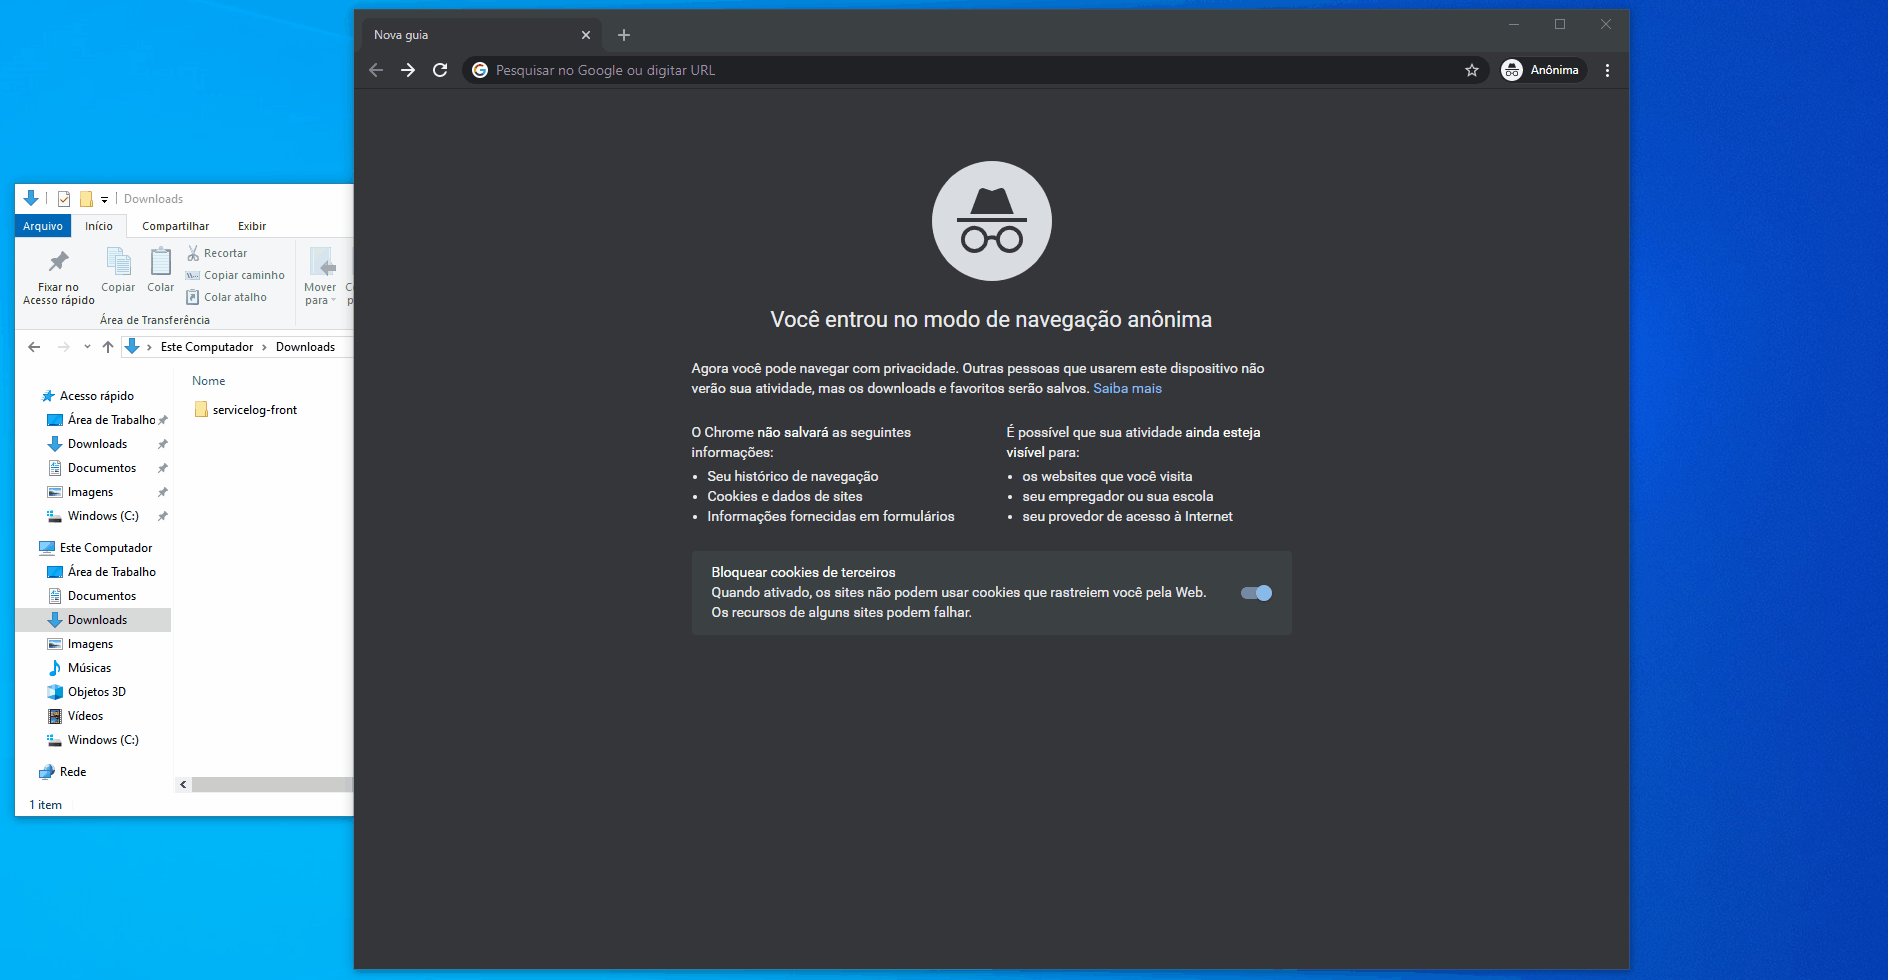 Nova guia
Pesquisar no Google ou digitar URL
Anônima
Você entrou no modo de navegação anônima
Agora você pode navegar com privacidade. Outras pessoas que usarem este dispositivo não
verão sua atividade, mas os downloads e favoritos serão salvos. Saiba mais
O Chrome não salvará as seguintes
informações:
Seu histórico de navegação
Cookies e dados de sites
Informações fornecidas em formulários
É possível que sua atividade ainda esteja
visível para:
os websites que você visita
seu empregador ou sua escola
seu provedor de acesso à Internet
Bloquear cookies de terceiros
Quando ativado, os sites não podem usar cookies que rastreiem você pela Web.
Os recursos de alguns sites podem falhar.
Downloads
Arquivo
Início
Compartilhar
Exibir
Fixar no
Acesso rápido
Copiar
Colar
Recortar
Copiar caminho
Colar atalho
Mover
para
Área de Transferência
Este Computador
Downloads
Nome
servicelog-front
Acesso rápido
Área de Trabalho
Downloads
Documentos
Imagens
Windows (C:)
Este Computador
Área de Trabalho
Documentos
Downloads
Imagens
Músicas
Objetos 3D
Vídeos
Windows (C:)
Rede
1 item